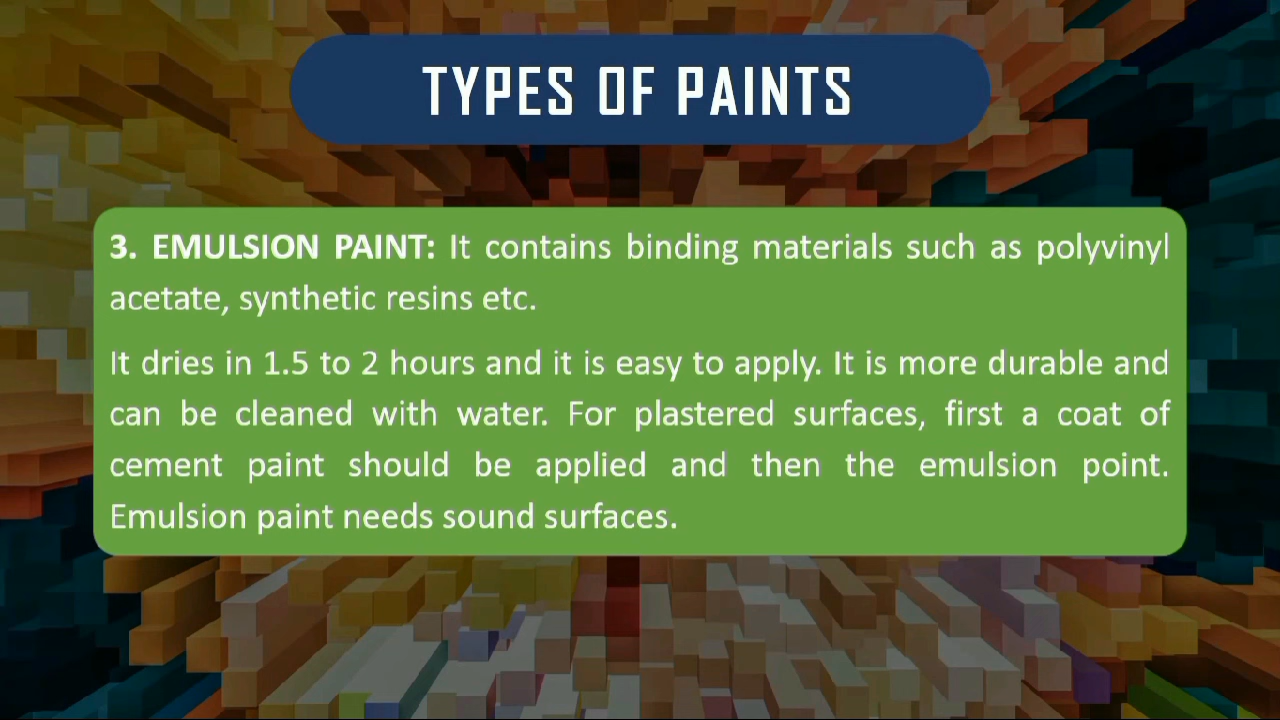 TYPES OF PAINTS
3. EMULSION PAINT: It contains binding materials such as polyvinyl
acetate, synthetic resins etc.
It dries in 1.5 to 2 hours and it is easy to apply. It is more durable and
can be cleaned with water. For plastered surfaces, first a coat of
cement paint should be applied and then the emulsion point.
Emulsion paint needs sound surfaces.